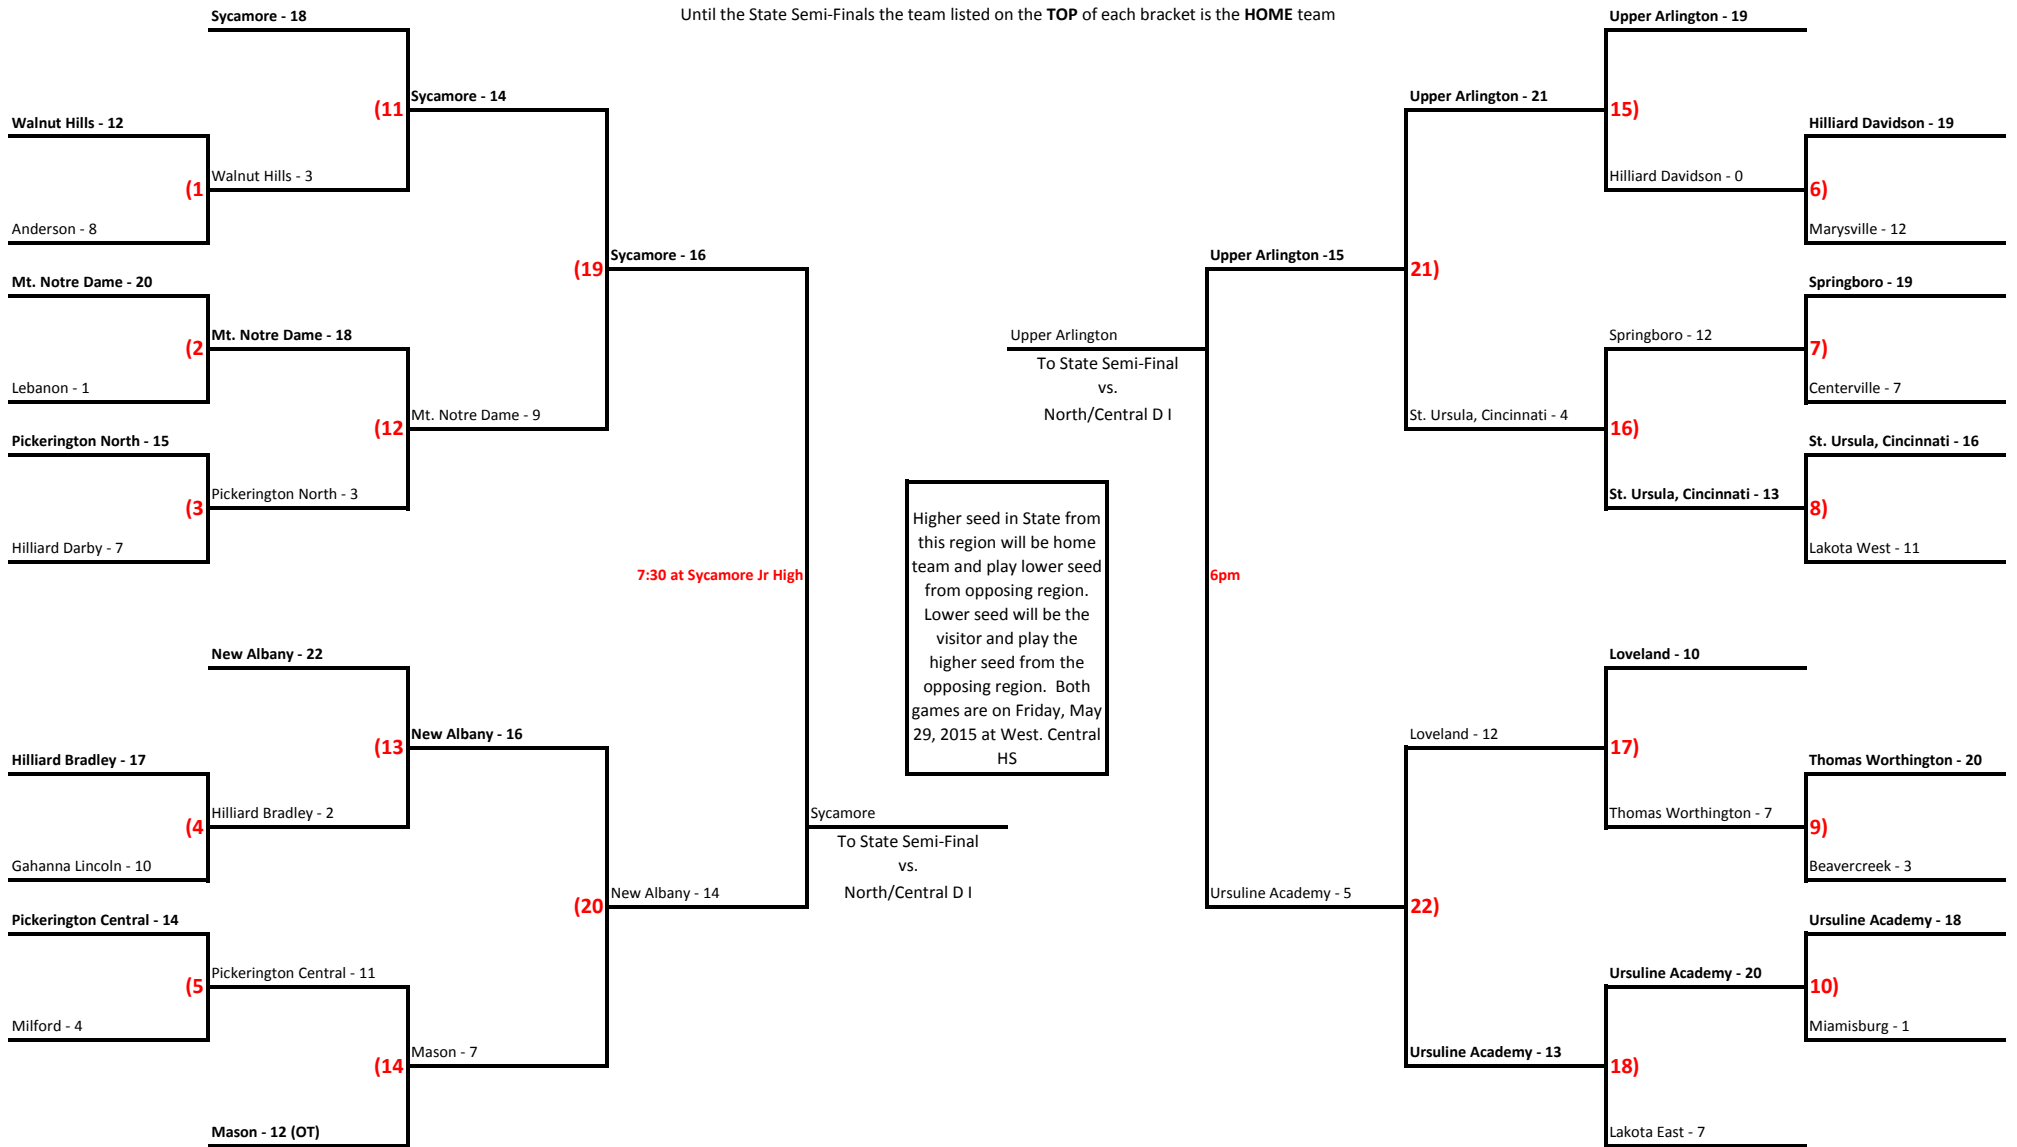 Until the State Semi-Finals the team listed on the TOP of each bracket is the HOME team
Sycamore - 18
(11
Sycamore - 14
Walnut Hills - 12
(1
Walnut Hills - 3
Anderson - 8
(19
Sycamore - 16
Mt. Notre Dame - 20
(2
Mt. Notre Dame - 18
Lebanon - 1
(12
Mt. Notre Dame - 9
Pickerington North - 15
(3
Pickerington North - 3
Hilliard Darby - 7
7:30 at Sycamore Jr High
New Albany - 22
(13
New Albany - 16
Hilliard Bradley - 17
(4
Hilliard Bradley - 2
Gahanna Lincoln - 10
(20
New Albany - 14
Pickerington Central - 14
(5
Pickerington Central - 11
Milford - 4
(14
Mason - 7
Mason - 12 (OT)
Sycamore
To State Semi-Final
vs.
North/Central D I
Higher seed in State from
this region will be home
team and play lower seed
from opposing region.
Lower seed will be the
visitor and play the
higher seed from the
opposing region.  Both
games are on Friday, May
29, 2015 at West. Central
HS
Upper Arlington
To State Semi-Final
vs.
North/Central D I
Upper Arlington - 19
Upper Arlington - 21
15)
Hilliard Davidson - 19
Hilliard Davidson - 0
6)
Marysville - 12
Upper Arlington -15
21)
Springboro - 19
Springboro - 12
7)
Centerville - 7
St. Ursula, Cincinnati - 4
16)
St. Ursula, Cincinnati - 16
St. Ursula, Cincinnati - 13
8)
Lakota West - 11
6pm
Loveland - 10
Loveland - 12
17)
Thomas Worthington - 20
Thomas Worthington - 7
9)
Beavercreek - 3
Ursuline Academy - 5
22)
Ursuline Academy - 18
Ursuline Academy - 20
10)
Miamisburg - 1
Ursuline Academy - 13
18)
Lakota East - 7